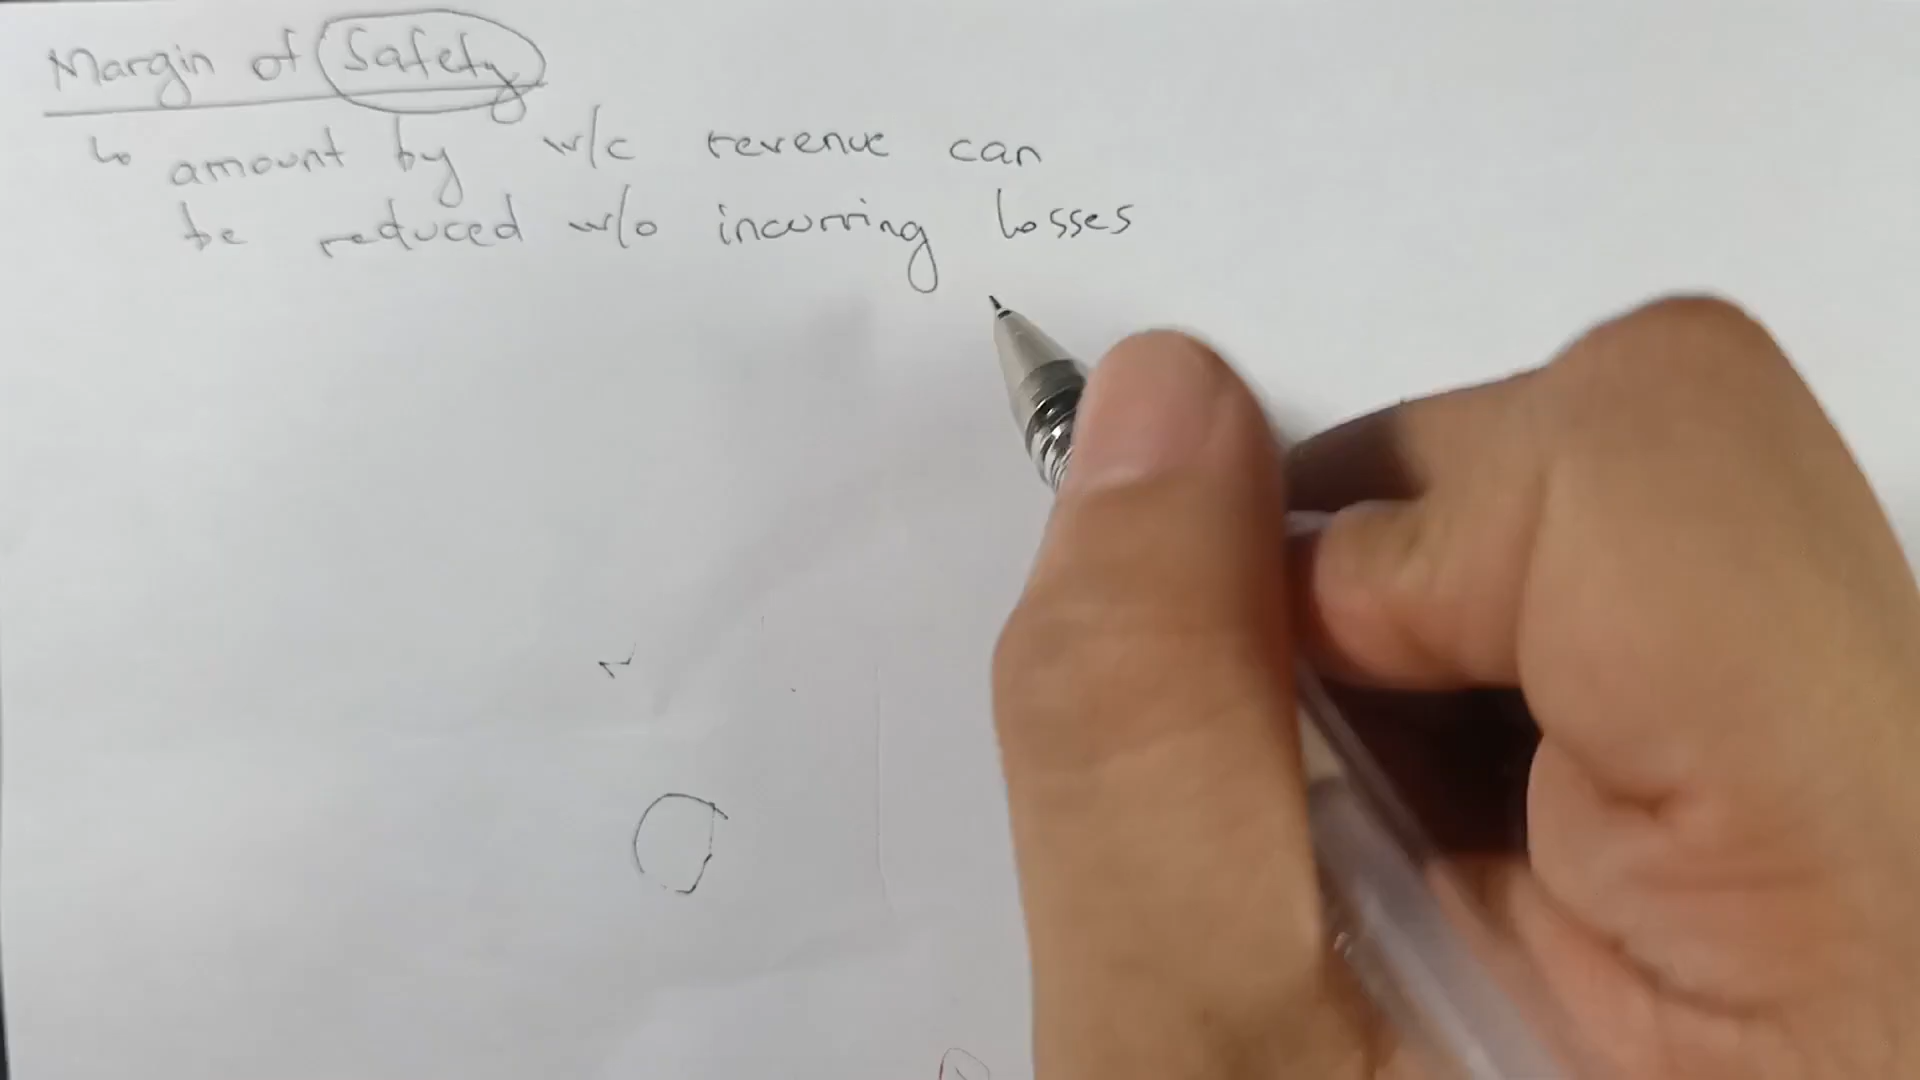 Margin of Safety
↳ amount by w/c revenue can
be reduced w/o incurring losses